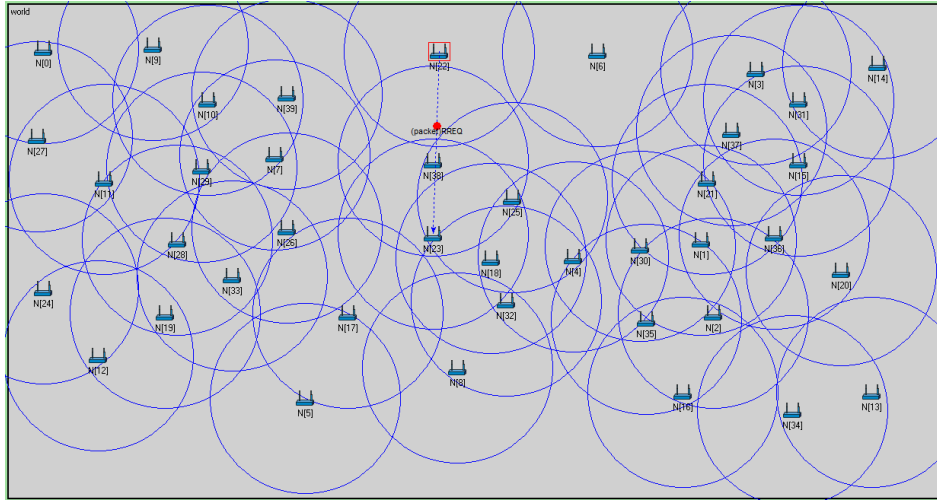 world
N[0]
N[9]
N[22]
N[6]
N[3]
N[14]
N[10]
N[39]
N[31]
(packet)RREQ
N[27]
N[37]
N[7]
N[38]
N[29]
N[15]
N[11]
N[21]
N[25]
N[26]
N[23]
N[36]
N[28]
N[1]
N[30]
N[18]
N[4]
N[33]
N[20]
N[24]
N[32]
N[19]
N[17]
N[2]
N[35]
N[12]
N[8]
N[16]
N[13]
N[5]
N[34]